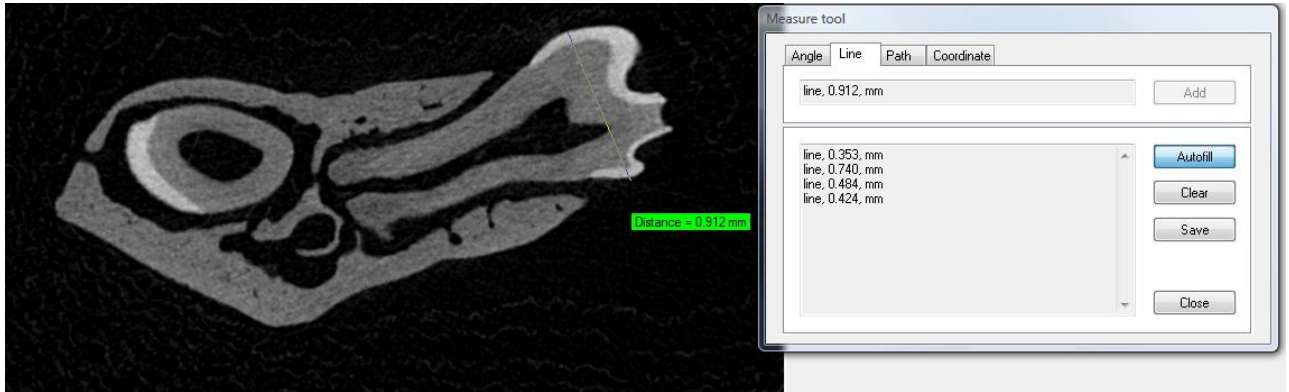 Measure tool
Angle Line Path Coordinate
line, 0.912, mm
Add
line, 0.353, mm
line, 0.740, mm
line, 0.484, mm
line, 0.424, mm
Autofill
Clear
Save
Close
Distance = 0.912 mm